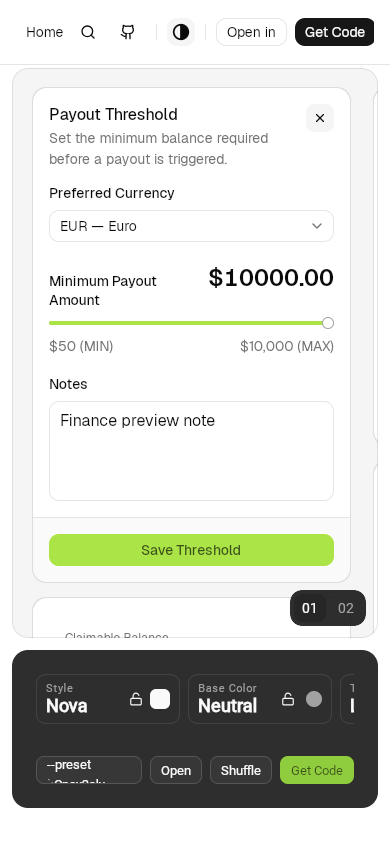 Home
Open in
Get Code
Payout Threshold
Set the minimum balance required
before a payout is triggered.
Preferred Currency
EUR — Euro
Minimum Payout
Amount
$10000.00
$50 (MIN)
$10,000 (MAX)
Notes
Finance preview note
Save Threshold
Claimable Balance
01
02
Style
Nova
Base Color
Neutral
--preset
Open
Shuffle
Get Code